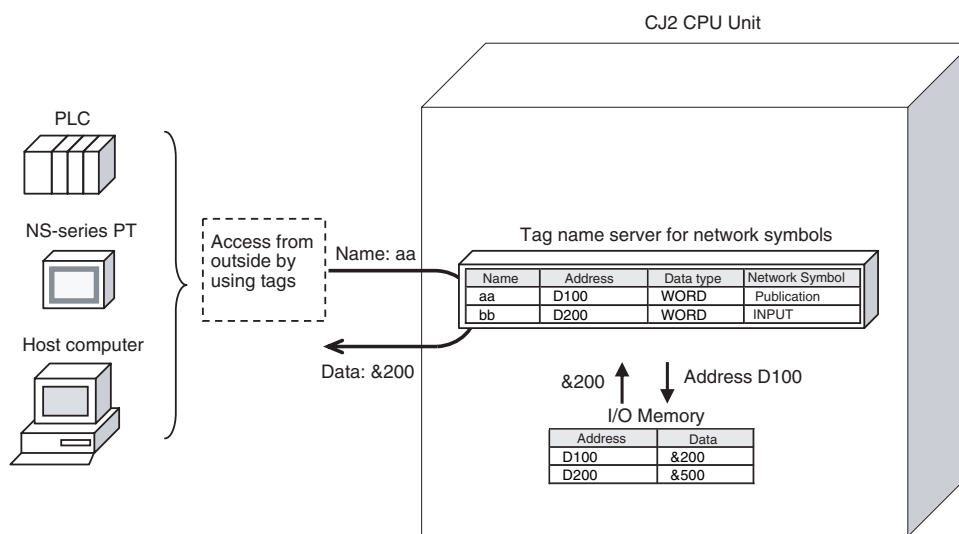 CJ2 CPU Unit
PLC
NS-series PT
Host computer
Access from
outside by
using tags
Name: aa
Data: &200
Tag name server for network symbols
Name Address Data type Network Symbol
aa D100 WORD Publication
bb D200 WORD INPUT
&200
Address D100
I/O Memory
Address Data
D100 &200
D200 &500